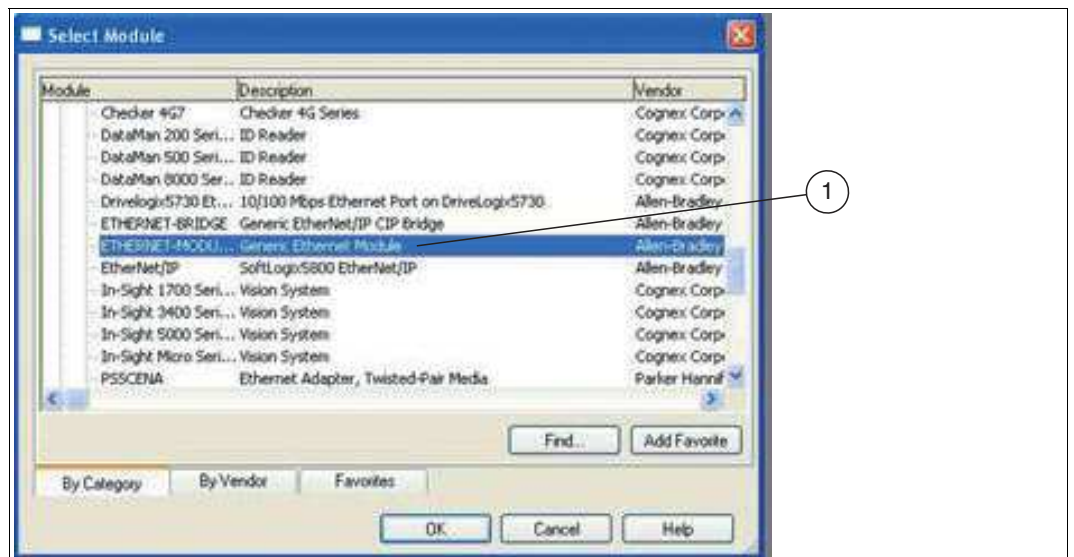 Select Module
Module Description Vendor
Checker 4G7 Checker 4G Series Cognex Corp
DataMan 200 Seri... ID Reader Cognex Corp
DataMan 500 Seri... ID Reader Cognex Corp
DataMan 8000 Ser... ID Reader Cognex Corp
Drivelogix5730 Et... 10/100 Mbps Ethernet Port on DriveLogix5730 Allen-Bradley
ETHERNET-BRIDGE Generic EtherNet/IP CIP Bridge Allen-Bradley
ETHERNET-MODU... Generic Ethernet Module Allen-Bradley
EtherNet/IP SoftLogix5800 EtherNet/IP Allen-Bradley
In-Sight 1700 Seri... Vision System Cognex Corp
In-Sight 3400 Seri... Vision System Cognex Corp
In-Sight 5000 Seri... Vision System Cognex Corp
In-Sight Micro Seri... Vision System Cognex Corp
PSSCENA Ethernet Adapter, Twisted-Pair Media Parker Hannif
1
Find... Add Favorite
By Category By Vendor Favorites
OK Cancel Help